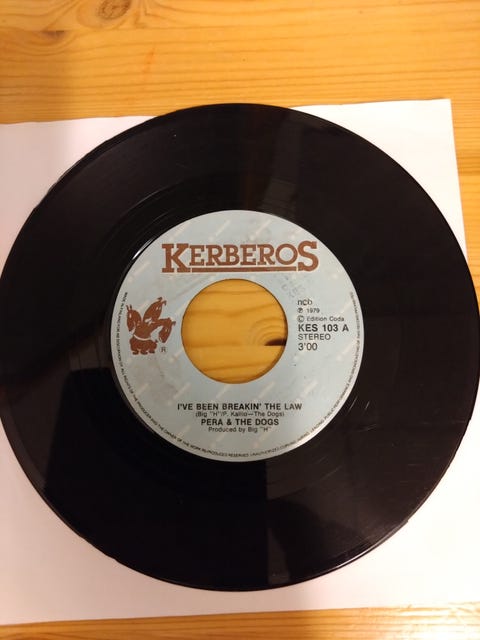 KERBEROS
ncb
℗ 1979
© Edition Coda
KES 103 A
STEREO
3'00
®
I'VE BEEN BREAKIN' THE LAW
(Big "H"/P. Kallio—The Dogs)
PERA & THE DOGS
Produced by Big "H"